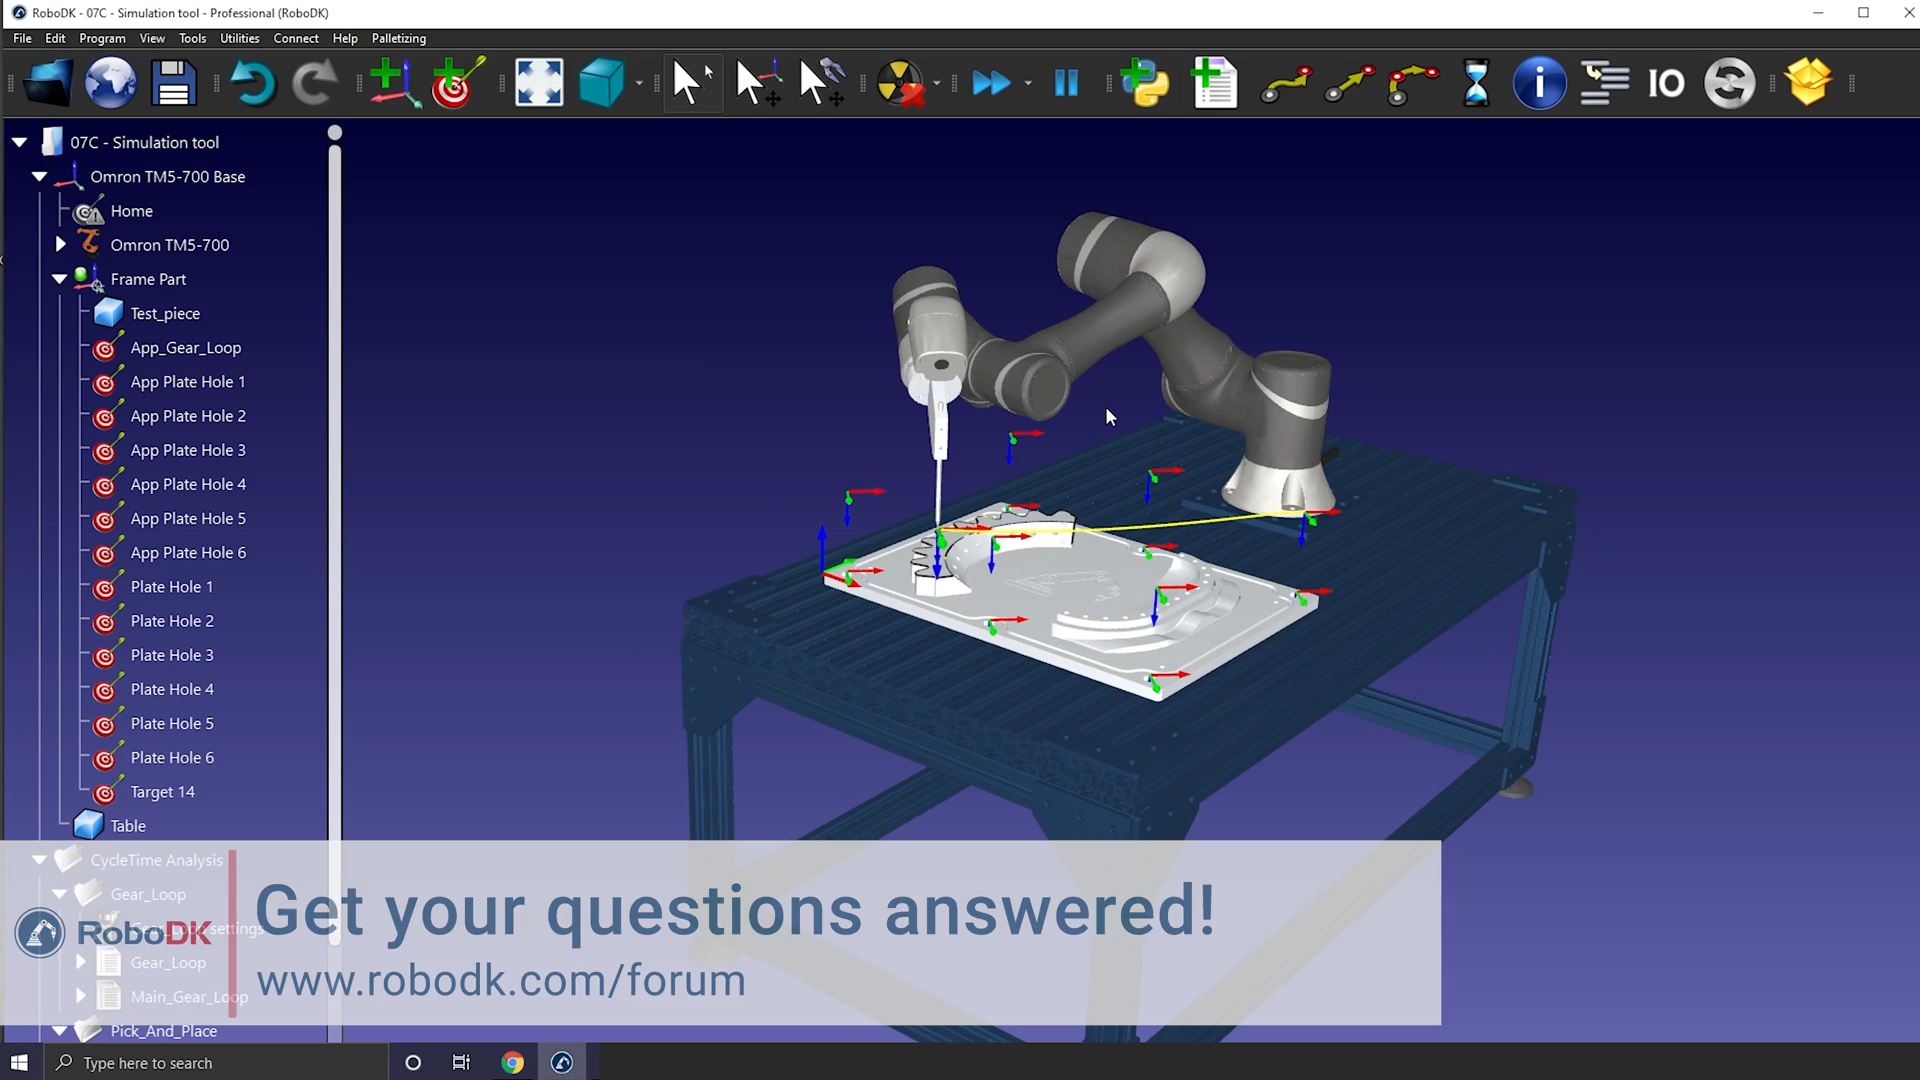 RoboDK - 07C - Simulation tool - Professional (RoboDK)
File Edit Program View Tools Utilities Connect Help Palletizing
IO
07C - Simulation tool
Omron TM5-700 Base
Home
Omron TM5-700
Frame Part
Test_piece
App_Gear_Loop
App Plate Hole 1
App Plate Hole 2
App Plate Hole 3
App Plate Hole 4
App Plate Hole 5
App Plate Hole 6
Plate Hole 1
Plate Hole 2
Plate Hole 3
Plate Hole 4
Plate Hole 5
Plate Hole 6
Target 14
Table
CycleTime Analysis
Gear_Loop
Gear_Loop settings
Gear_Loop
Main_Gear_Loop
Pick_And_Place
RoboDK
Get your questions answered!
www.robodk.com/forum
Type here to search